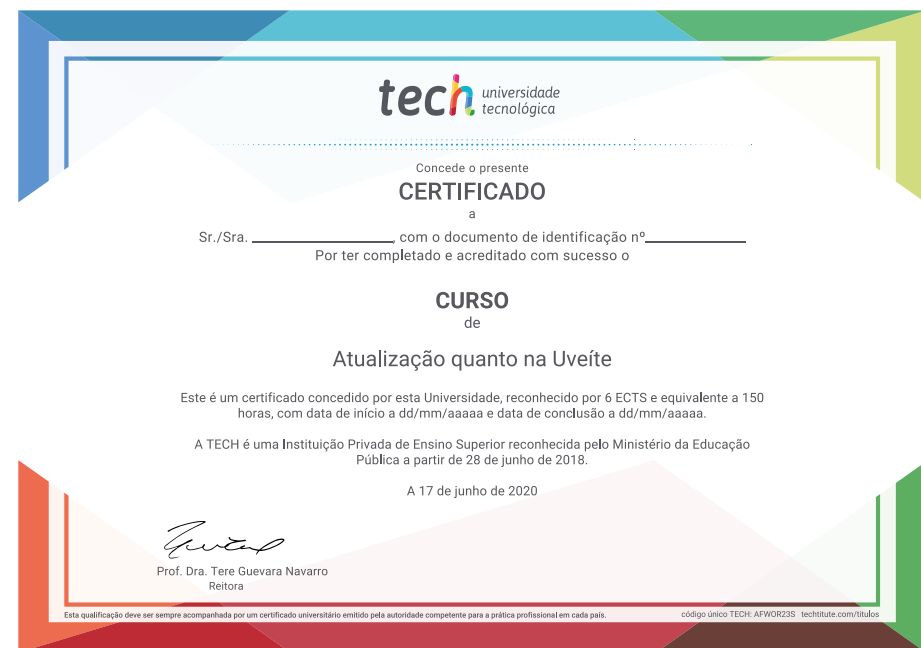 tech universidade
tecnológica
Concede o presente
CERTIFICADO
a
Sr./Sra. ____________________, com o documento de identificação nº______________
Por ter completado e acreditado com sucesso o
CURSO
de
Atualização quanto na Uveíte
Este é um certificado concedido por esta Universidade, reconhecido por 6 ECTS e equivalente a 150
horas, com data de início a dd/mm/aaaaa e data de conclusão a dd/mm/aaaaa.
A TECH é uma Instituição Privada de Ensino Superior reconhecida pelo Ministério da Educação
Pública a partir de 28 de junho de 2018.
A 17 de junho de 2020
Prof. Dra. Tere Guevara Navarro
Reitora
Esta qualificação deve ser sempre acompanhada por um certificado universitário emitido pela autoridade competente para a prática profissional em cada país. código único TECH: AFWOR23S techtitute.com/titulos